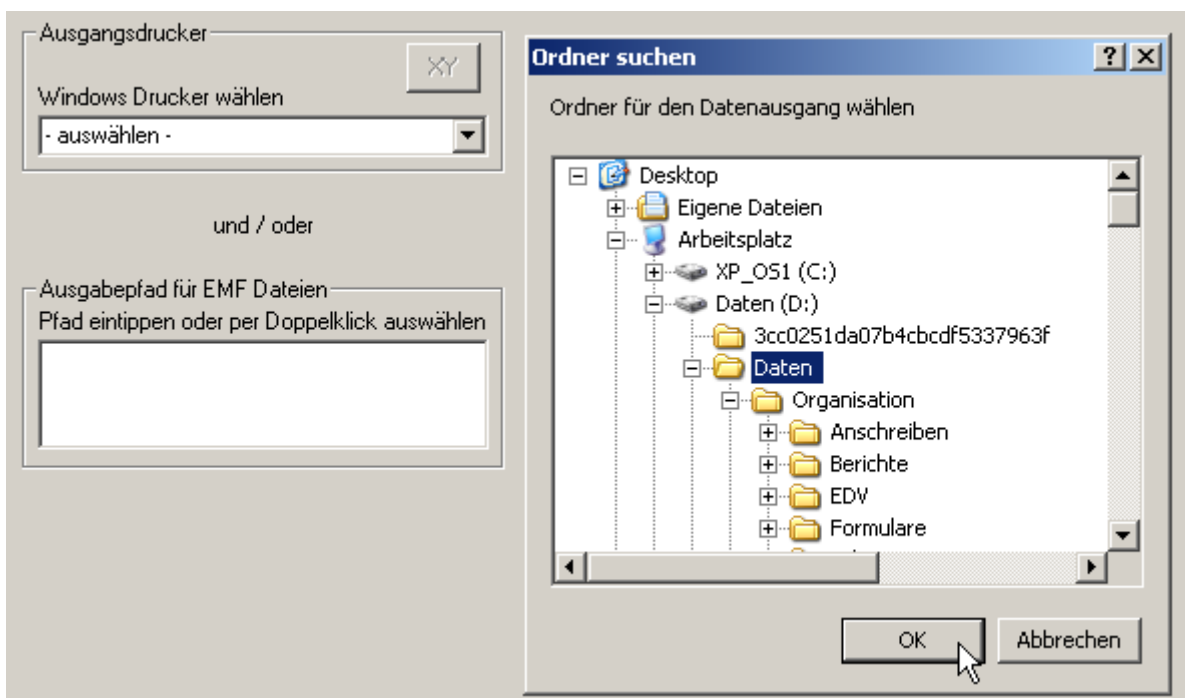 Ausgangsdrucker
XY
Windows Drucker wählen
- auswählen -
und / oder
Ausgabepfad für EMF Dateien
Pfad eintippen oder per Doppelklick auswählen
Ordner suchen
Ordner für den Datenausgang wählen
Desktop
Eigene Dateien
Arbeitsplatz
XP_OS1 (C:)
Daten (D:)
3cc0251da07b4cbcdf5337963f
Daten
Organisation
Anschreiben
Berichte
EDV
Formulare
OK
Abbrechen